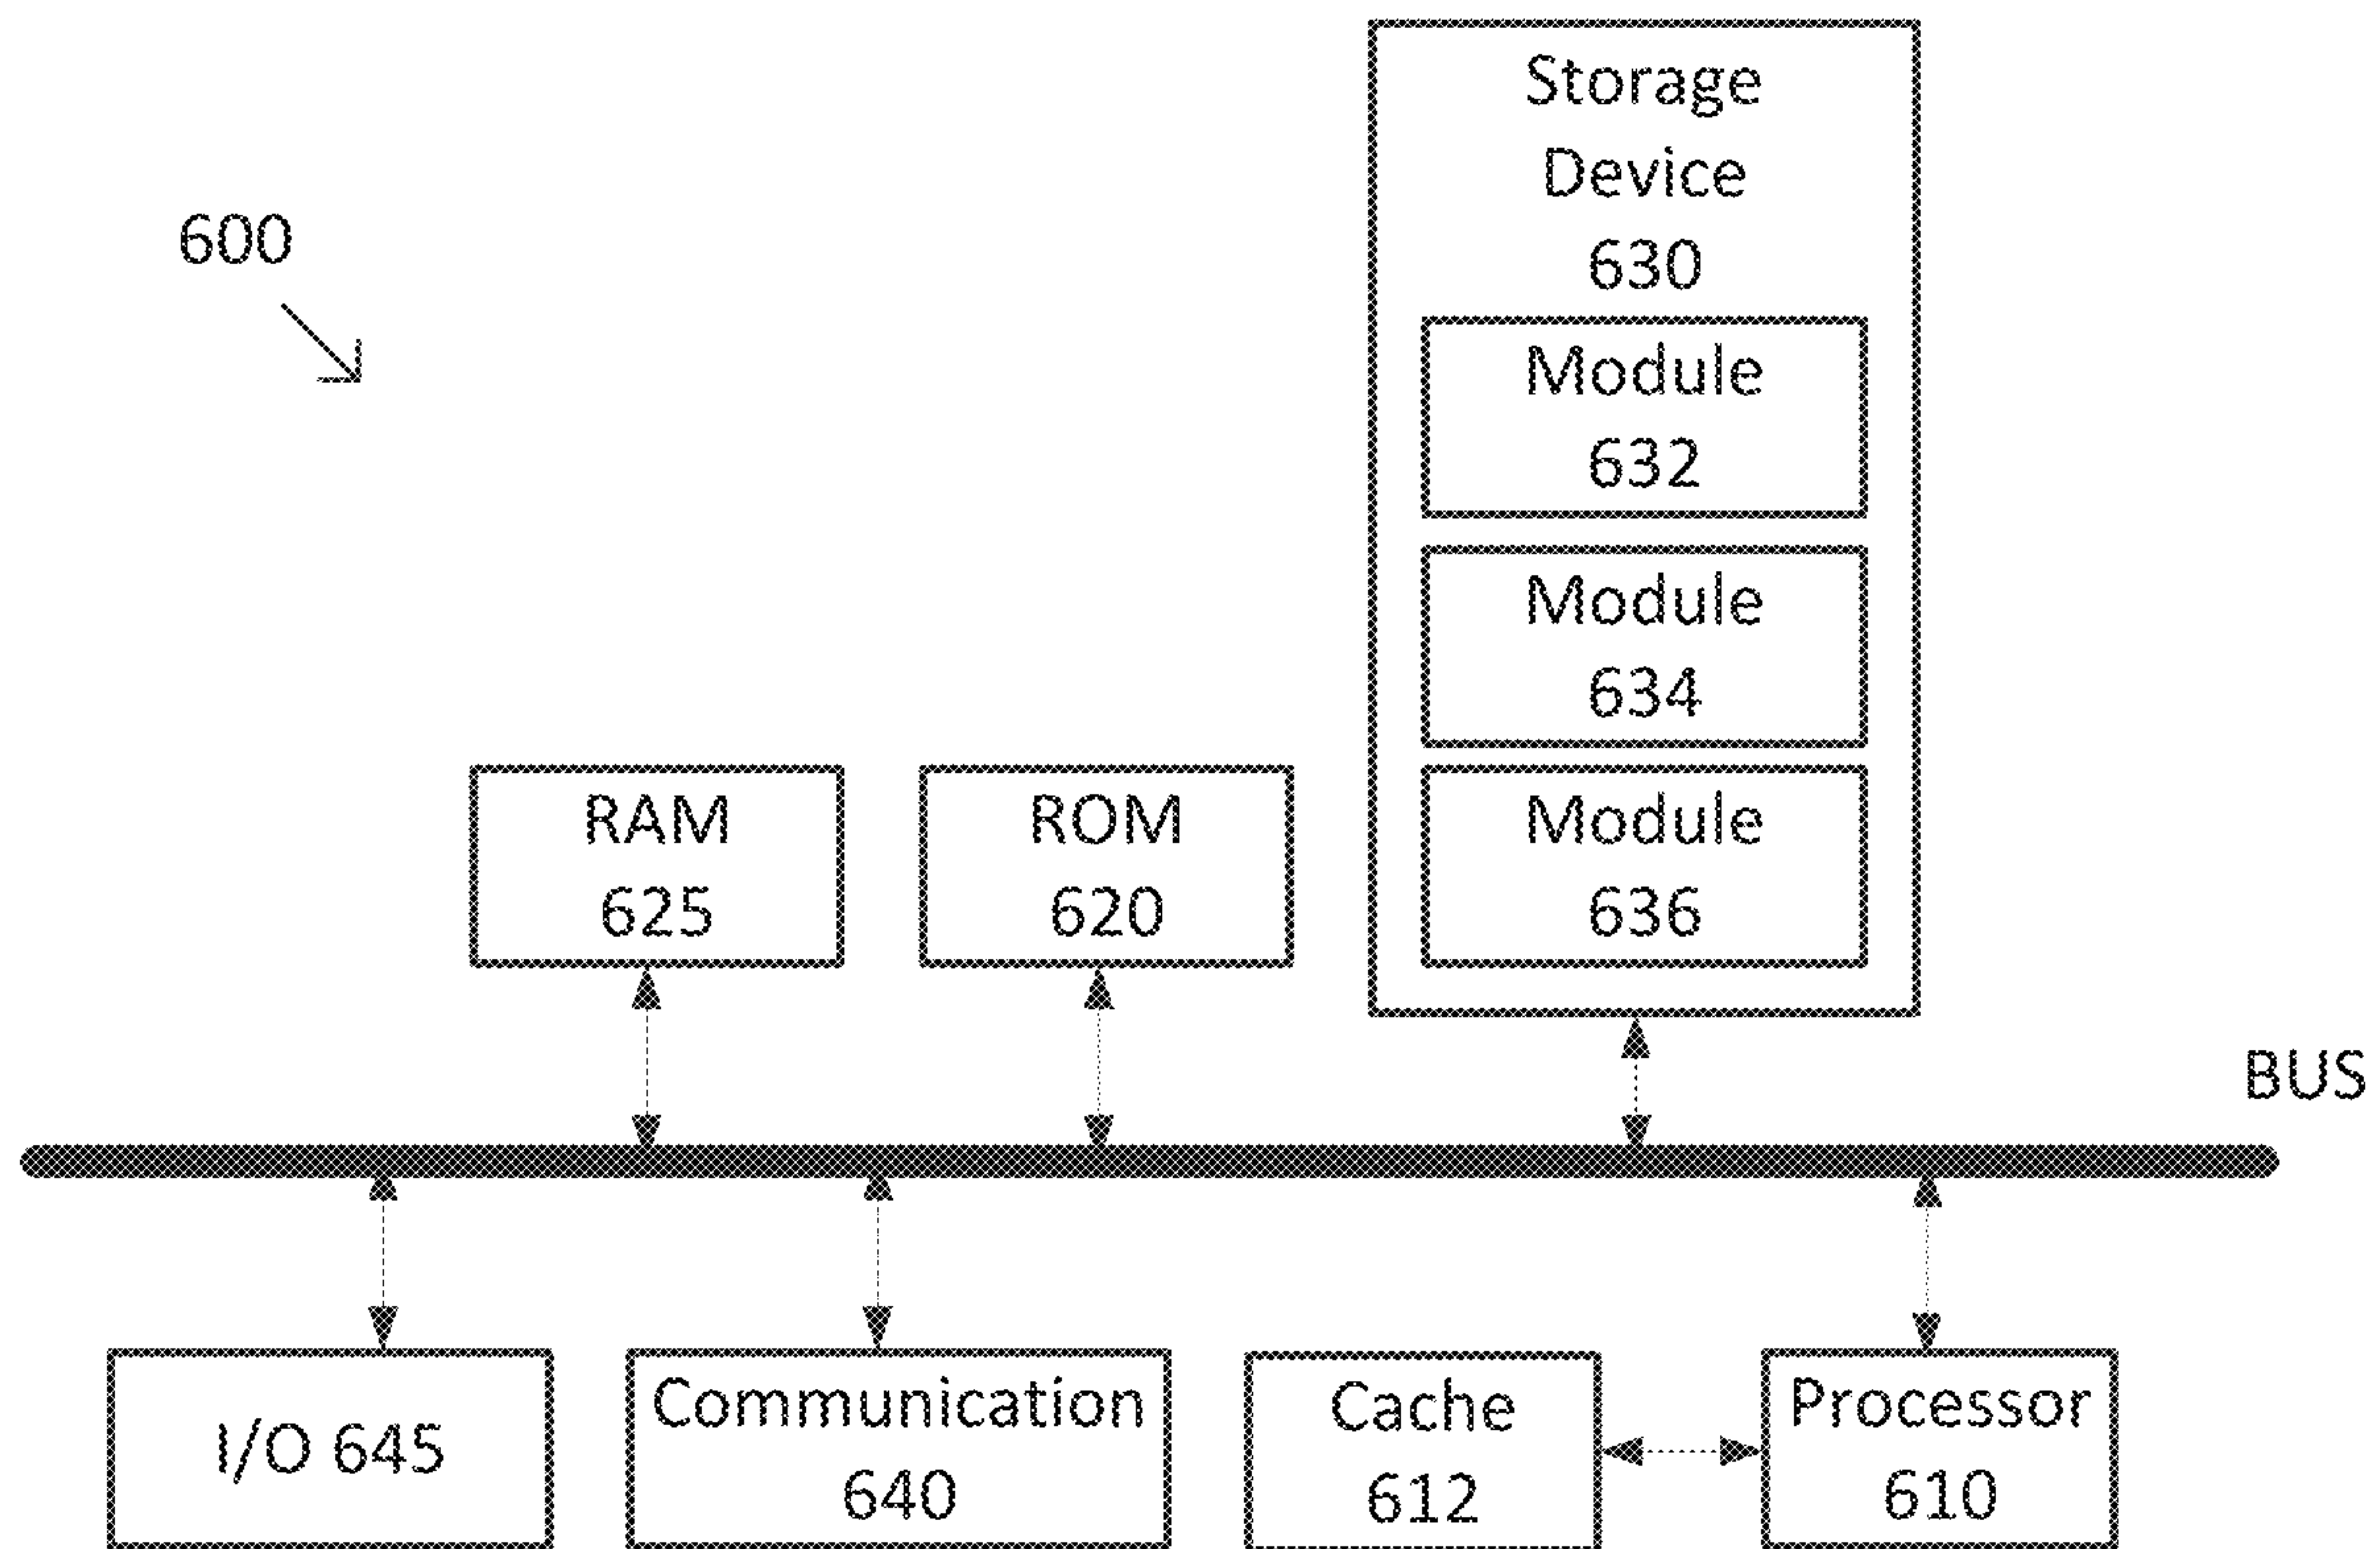 600
Storage
Device
630
Module
632
Module
634
Module
636
RAM
625
ROM
620
BUS
I/O 645
Communication
640
Cache
612
Processor
610